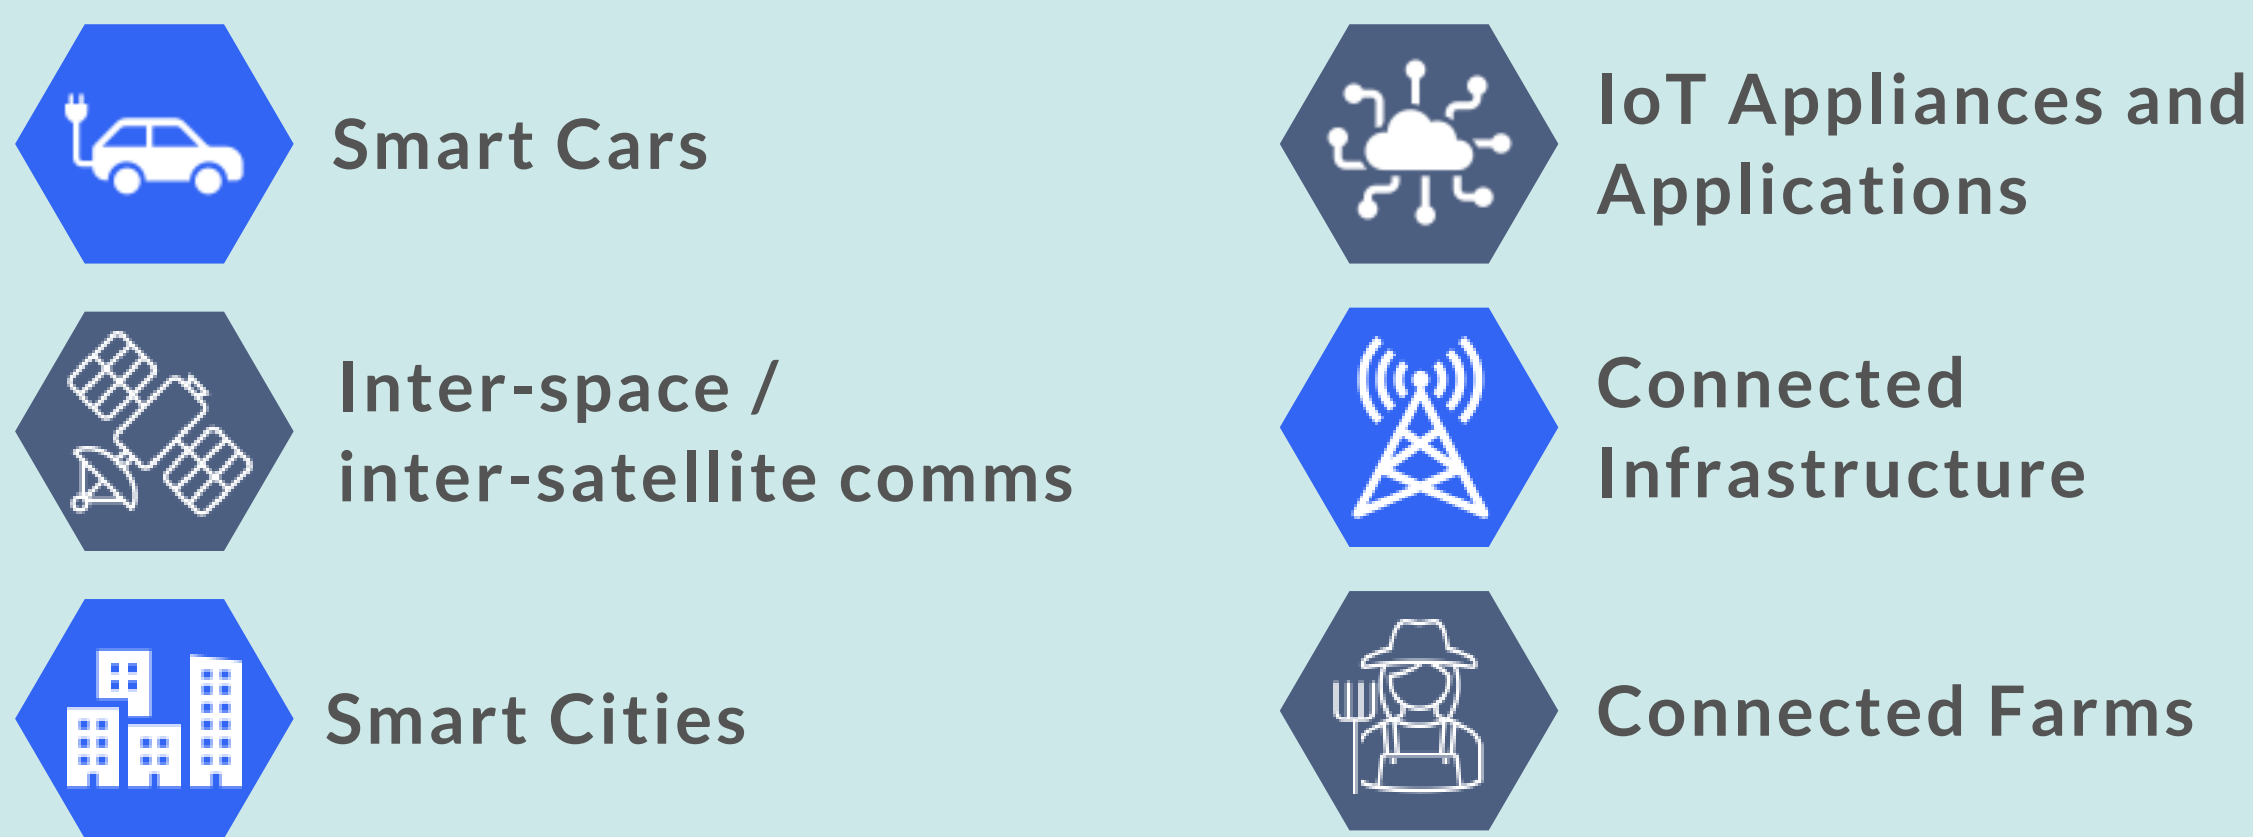 Smart Cars
IoT Appliances and
Applications
Inter-space /
inter-satellite comms
Connected
Infrastructure
Smart Cities
Connected Farms